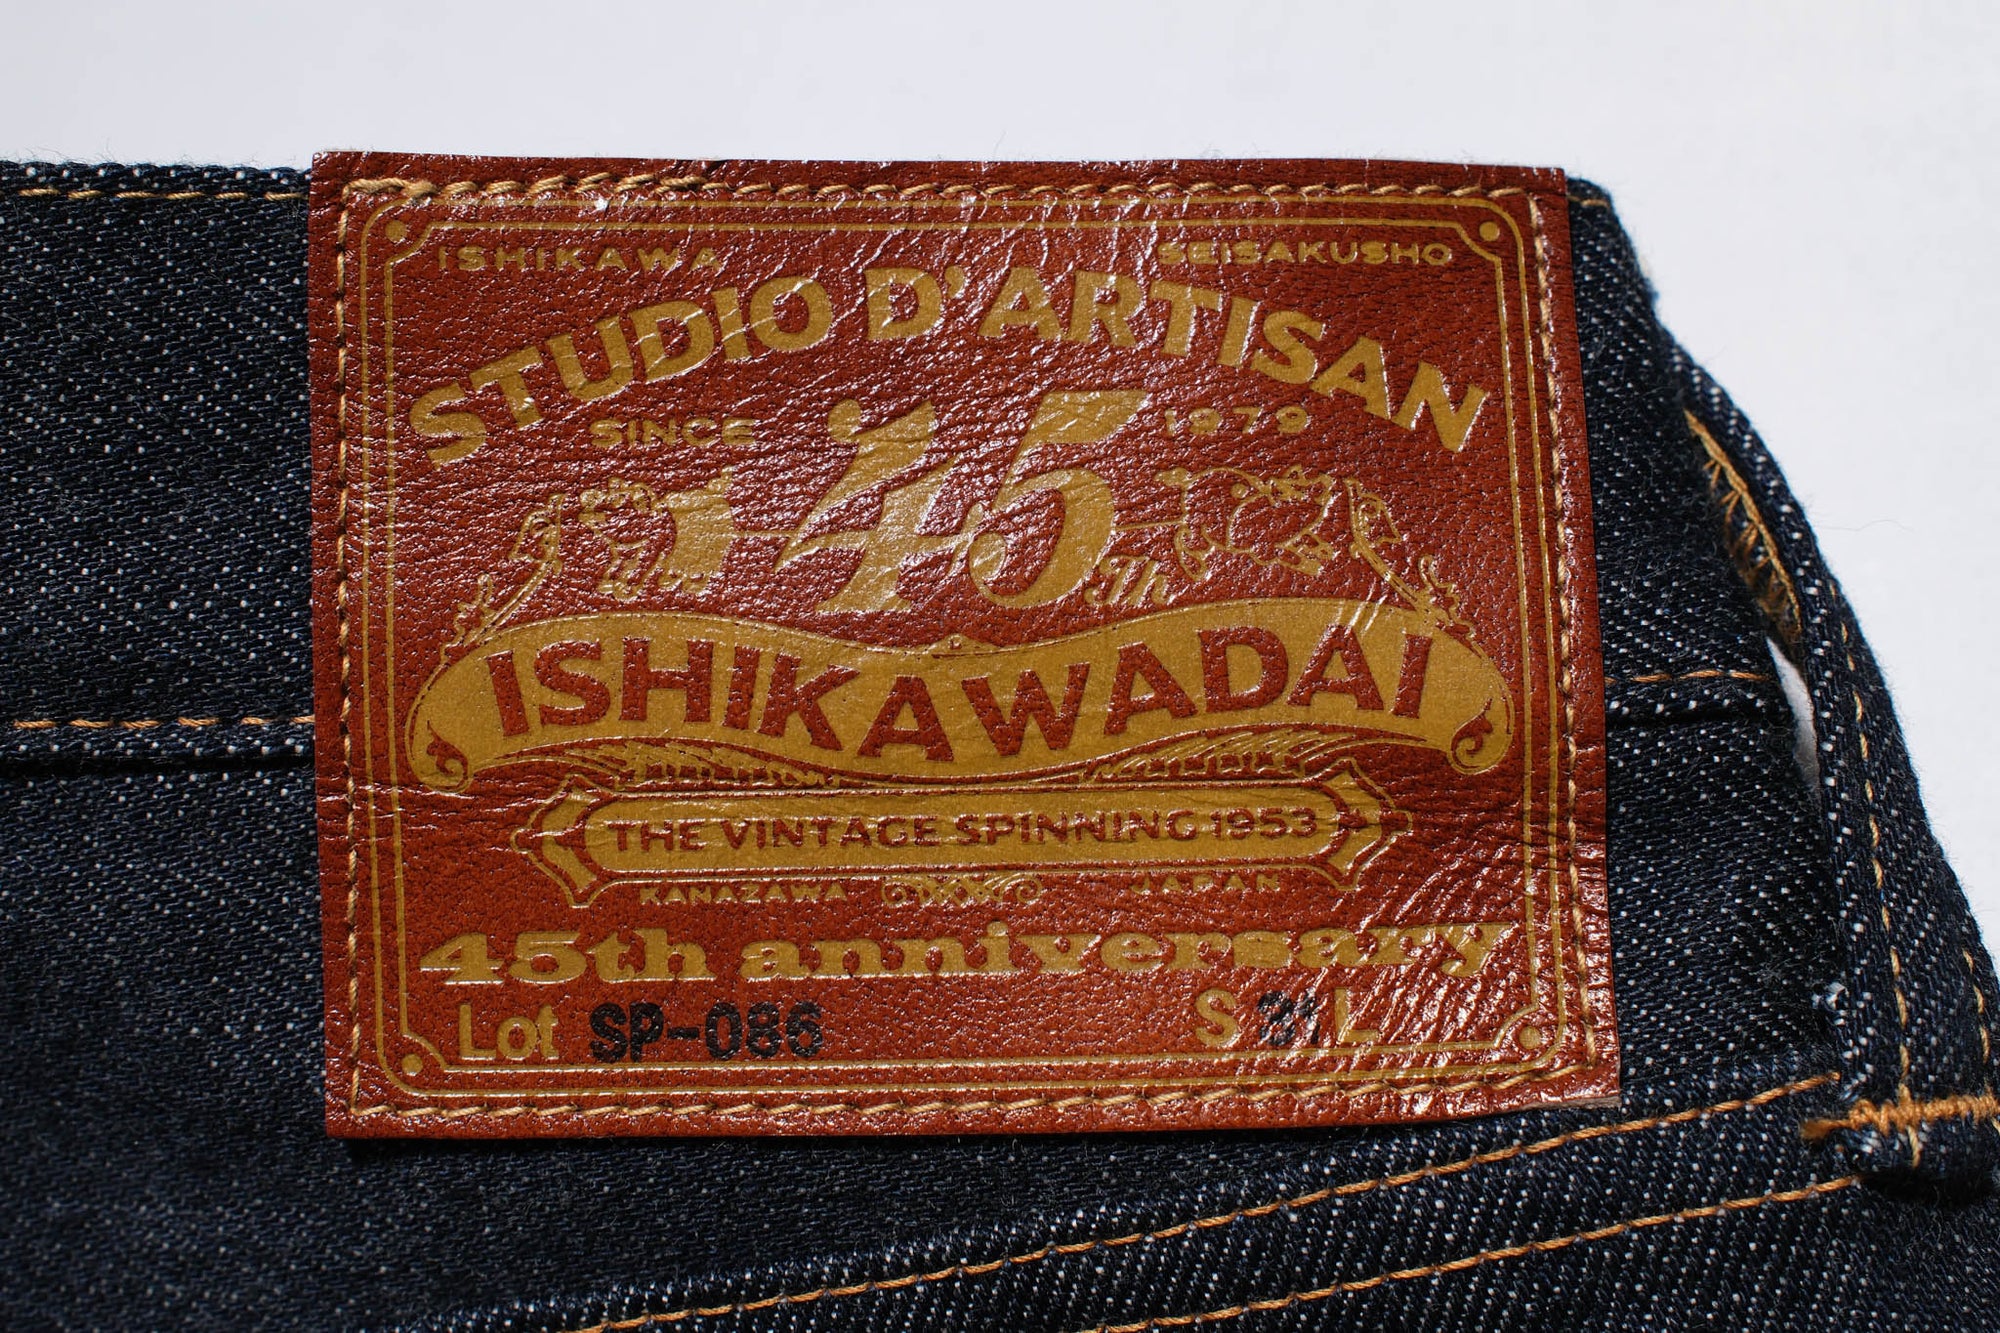 ISHIKAWA SEISAKUSHO
STUDIO D'ARTISAN
SINCE 1979
45th
ISHIKAWADAI
THE VINTAGE SPINNING 1953
KANAZAWA JAPAN
45th anniversary
Lot SP-086 S 31 L